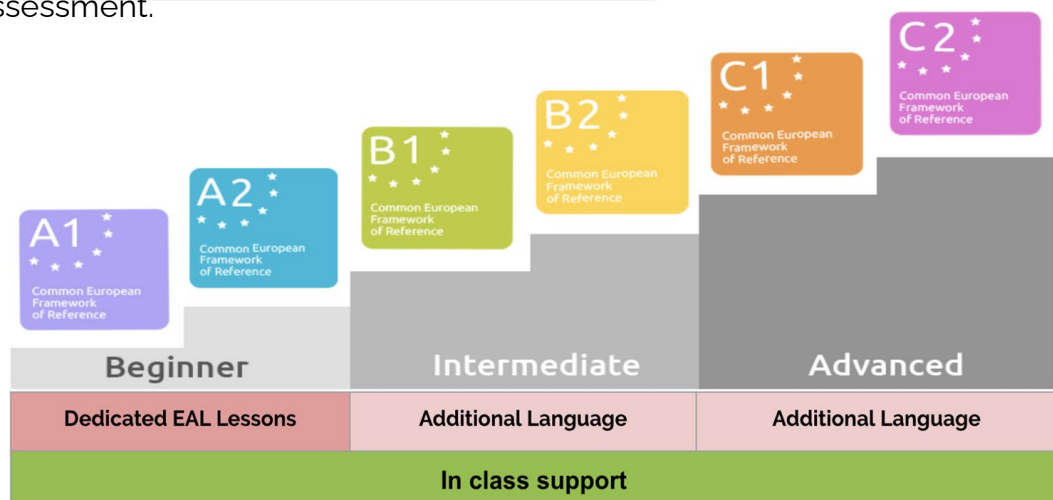 ssessment.
A1
Common European
Framework
of Reference
A2
Common European
Framework
of Reference
B1
Common European
Framework
of Reference
B2
Common European
Framework
of Reference
C1
Common European
Framework
of Reference
C2
Common European
Framework
of Reference
Beginner
Intermediate
Advanced
Dedicated EAL Lessons
Additional Language
Additional Language
In class support